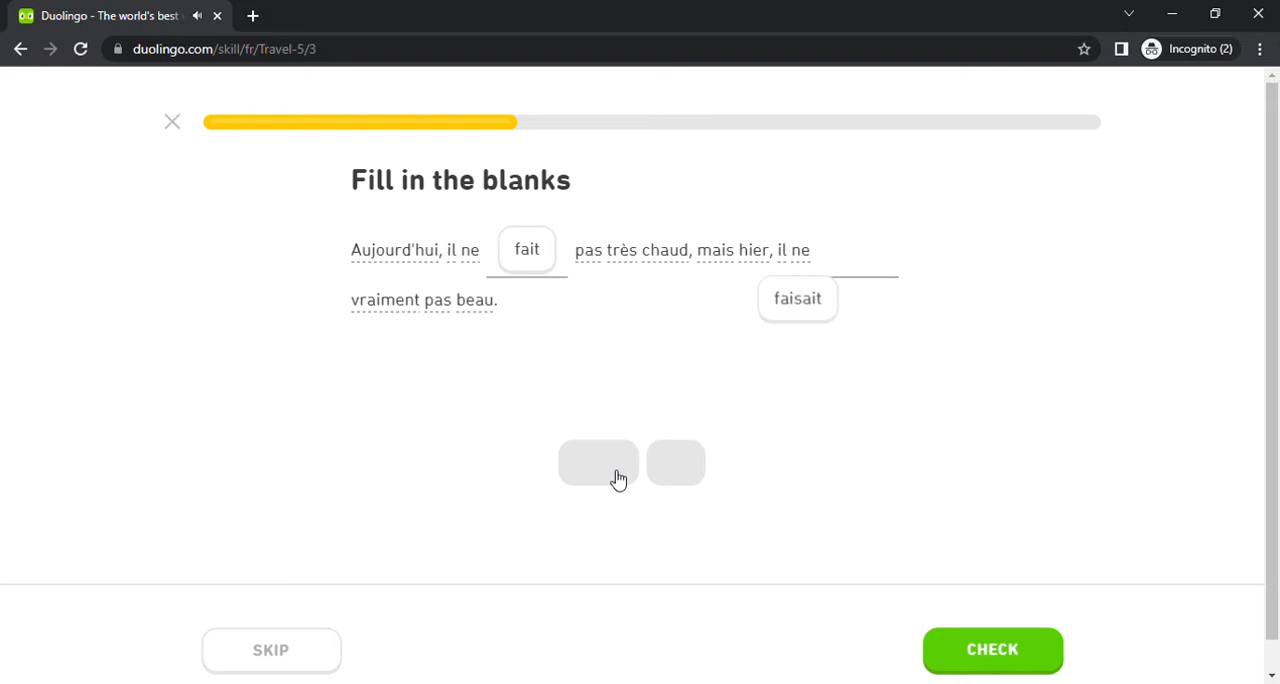 Duolingo - The world's best
duolingo.com/skill/fr/Travel-5/3
Incognito (2)
Fill in the blanks
Aujourd'hui, il ne fait pas très chaud, mais hier, il ne
faisait
vraiment pas beau.
SKIP
CHECK